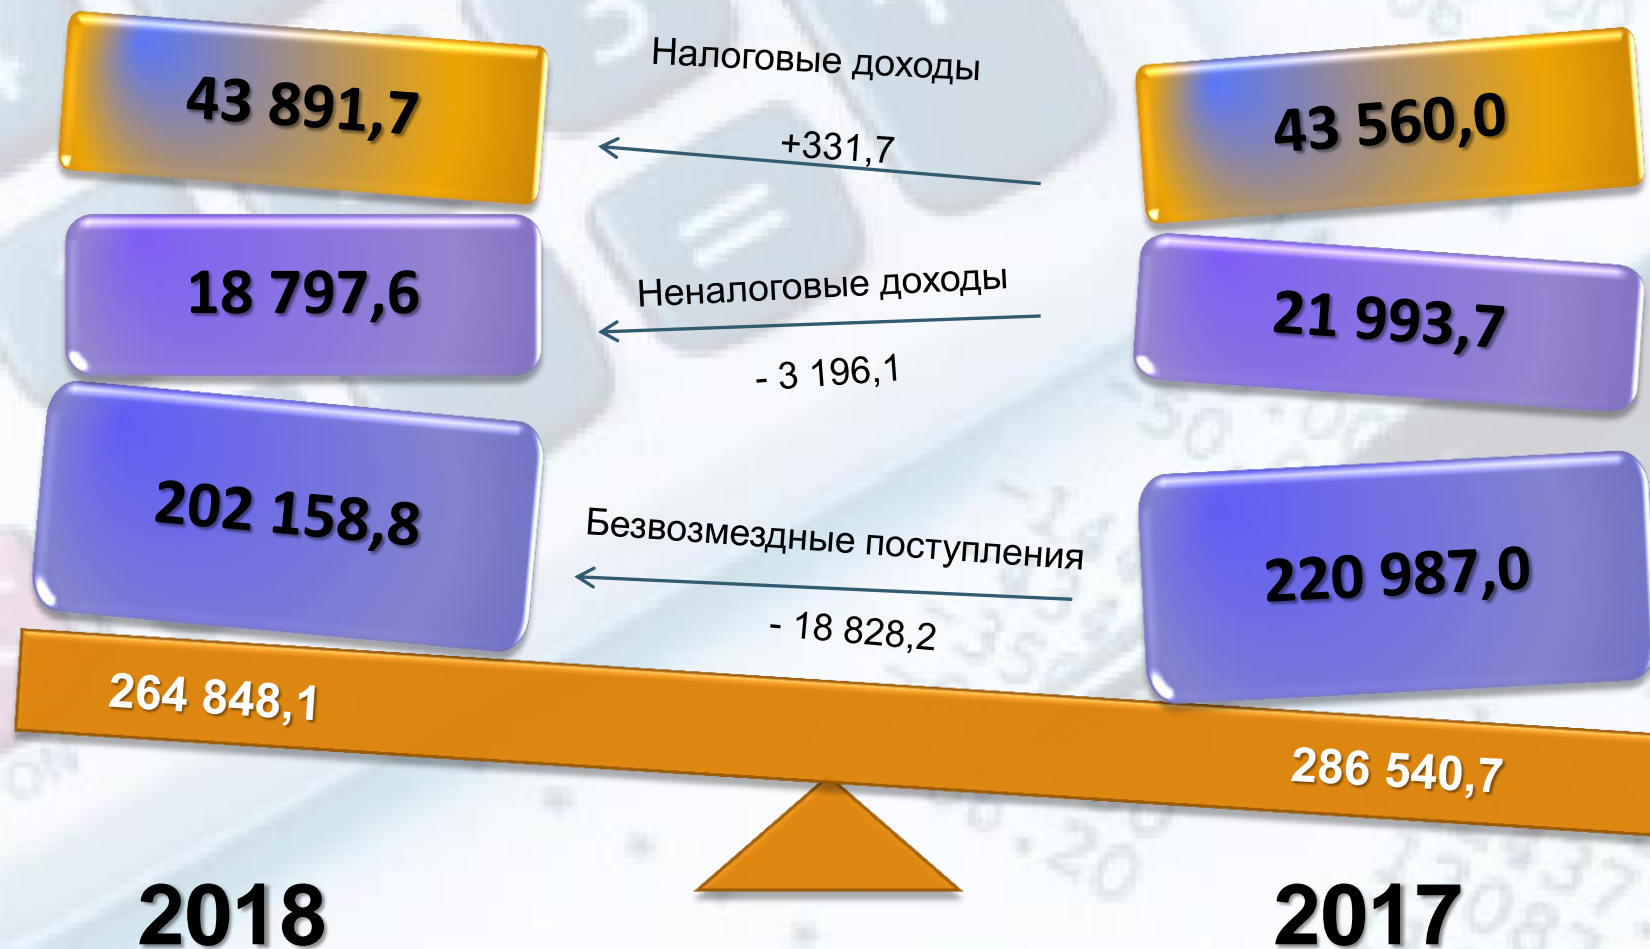 43 891,7
Налоговые доходы
+331,7
43 560,0
18 797,6
Неналоговые доходы
- 3 196,1
21 993,7
202 158,8
Безвозмездные поступления
- 18 828,2
220 987,0
264 848,1
286 540,7
2018
2017